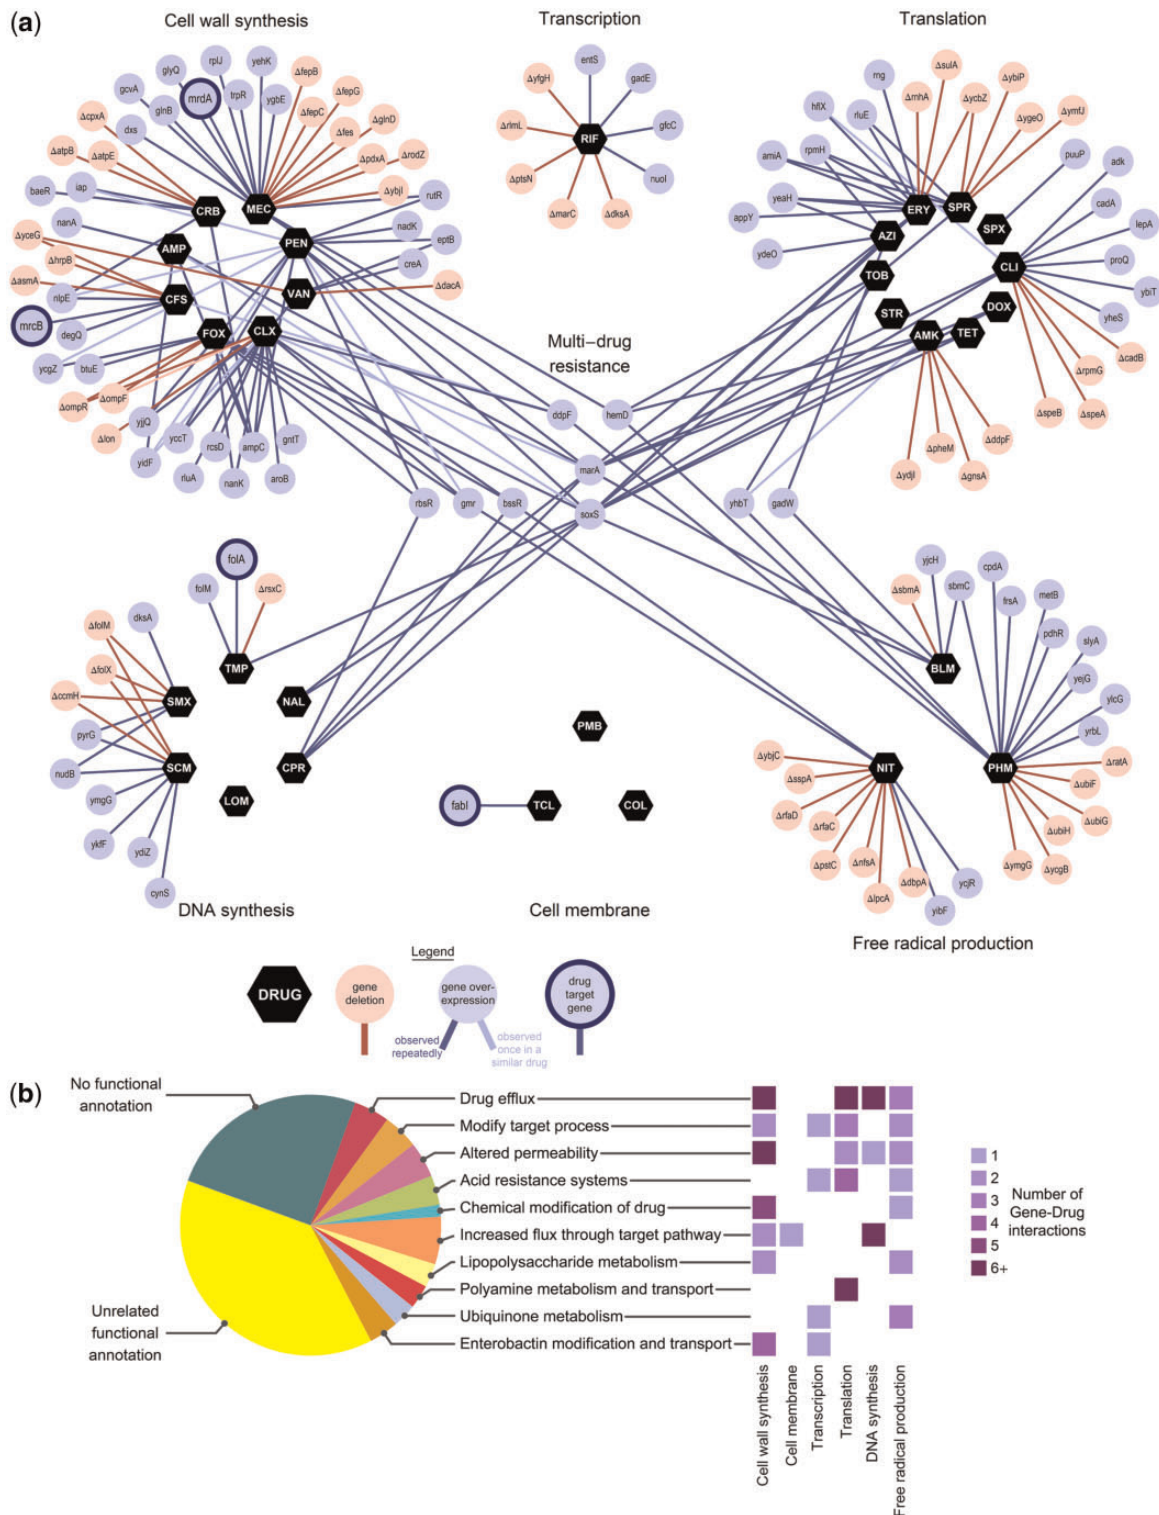 (a)
Cell wall synthesis
Transcription
Translation
rplJ
glyQ
yehK
gcvA
mrdA
ΔfepB
glnB
trpR
ygbE
ΔfepG
ΔcpxA
dxs
ΔfepC
ΔglnD
ΔatpB
ΔatpE
Δfes
ΔpdxA
ΔrodZ
baeR
iap
ΔybjI
rutR
CRB
MEC
nanA
nadK
ΔyceG
AMP
PEN
eptB
ΔhrpB
creA
ΔasmA
nlpE
CFS
VAN
ΔdacA
mrcB
degQ
FOX
CLX
ycgZ
btuE
ΔompR
ΔompF
yjjQ
Δlon
yccT
rcsD
ampC
gntT
yidF
rluA
nanK
aroB
entS
ΔyfgH
gadE
ΔrlmL
RIF
gfcC
ΔptsN
nuoI
ΔmarC
ΔdksA
rng
ΔsulA
ΔybiP
hflX
rluE
ΔrnhA
ΔycbZ
ΔygeO
ΔymfJ
amiA
rpmH
puuP
adk
yeaH
ERY
SPR
cadA
appY
AZI
SPX
lepA
ydeO
TOB
CLI
proQ
STR
DOX
ybiT
AMK
TET
yheS
ΔcadB
ΔrpmG
ΔspeB
ΔspeA
ΔddpF
ΔpheM
ΔydjI
ΔgnsA
Multi–drug
resistance
ddpF
hemD
marA
rbsR
gmr
bssR
soxS
yhbT
gadW
folA
folM
ΔrsxC
dksA
ΔfolM
ΔfolX
TMP
ΔccmH
SMX
NAL
pyrG
nudB
SCM
CPR
ymgG
LOM
ykfF
ydiZ
cynS
PMB
fabI
TCL
COL
yjcH
cpdA
ΔsbmA
sbmC
frsA
metB
pdhR
slyA
BLM
yejG
ylcG
yrbL
ΔybjC
NIT
PHM
ΔratA
ΔsspA
ΔubiF
ΔrfaD
ΔrfaC
ΔubiG
ΔubiH
ΔpstC
ΔnfsA
ΔymgG
ΔycgB
ΔlpcA
ΔdbpA
ycjR
yibF
DNA synthesis
Cell membrane
Free radical production
Legend
DRUG
gene
deletion
gene over-
expression
drug
target
gene
observed
repeatedly
observed
once in a
similar drug
(b)
No functional
annotation
Unrelated
functional
annotation
Drug efflux
Modify target process
Altered permeability
Acid resistance systems
Chemical modification of drug
Increased flux through target pathway
Lipopolysaccharide metabolism
Polyamine metabolism and transport
Ubiquinone metabolism
Enterobactin modification and transport
Cell wall synthesis
Cell membrane
Transcription
Translation
DNA synthesis
Free radical production
1
2
3
4
5
6+
Number of
Gene-Drug
interactions